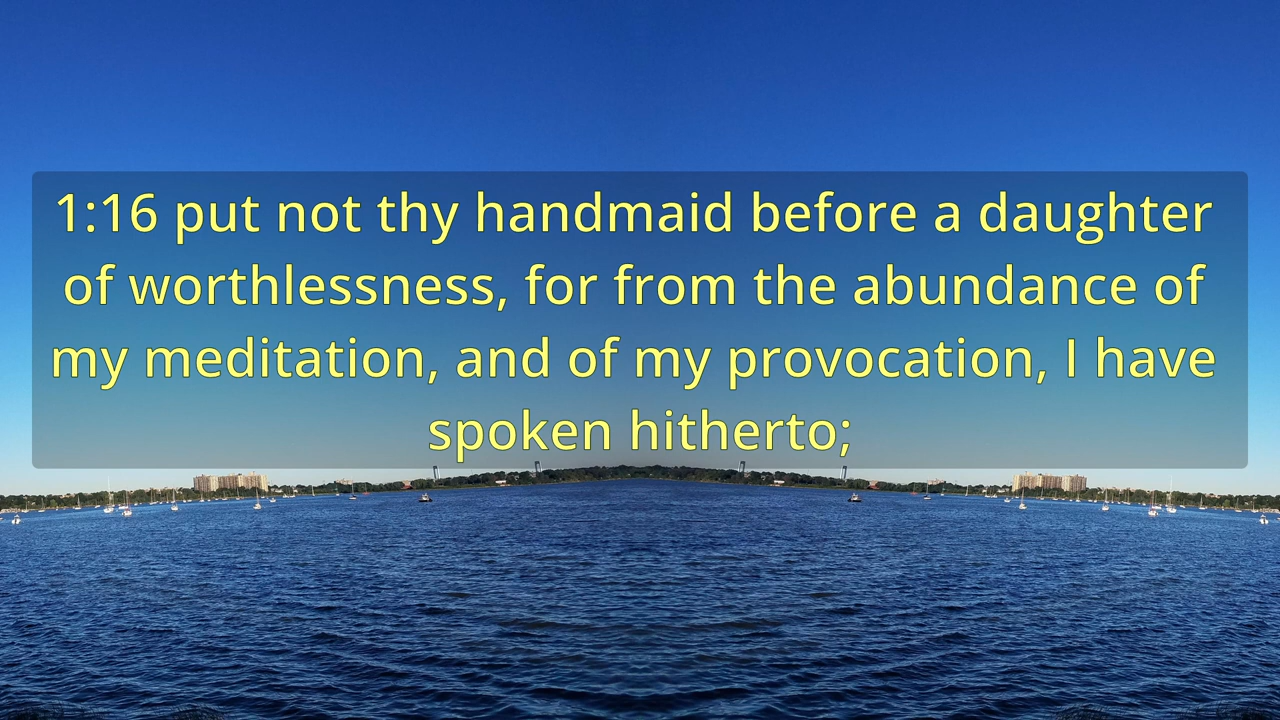 1:16 put not thy handmaid before a daughter
of worthlessness, for from the abundance of
my meditation, and of my provocation, I have
spoken hitherto;